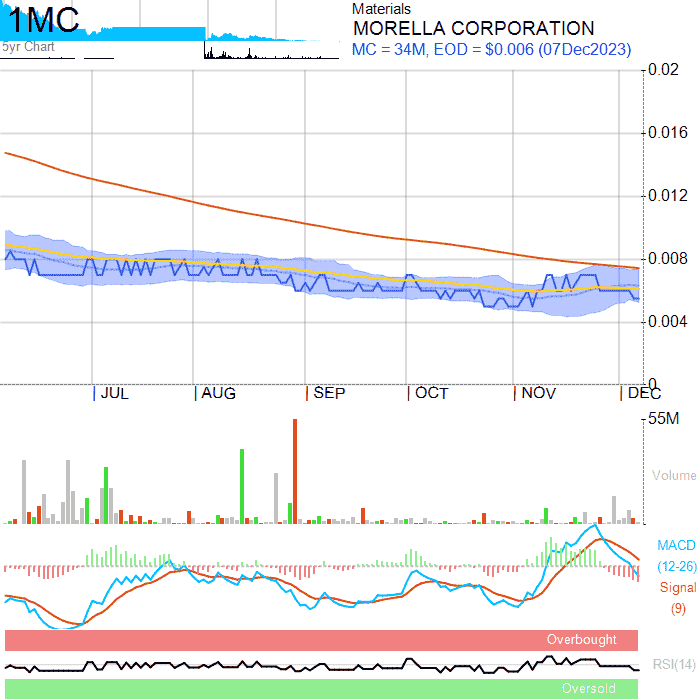 1MC
5yr Chart
Materials
MORELLA CORPORATION
MC = 34M, EOD = $0.006 (07Dec2023)
0.02
0.016
0.012
0.008
0.004
0
JUL AUG SEP OCT NOV DEC
55M
Volume
MACD
(12-26)
Signal
(9)
Overbought
RSI(14)
Oversold